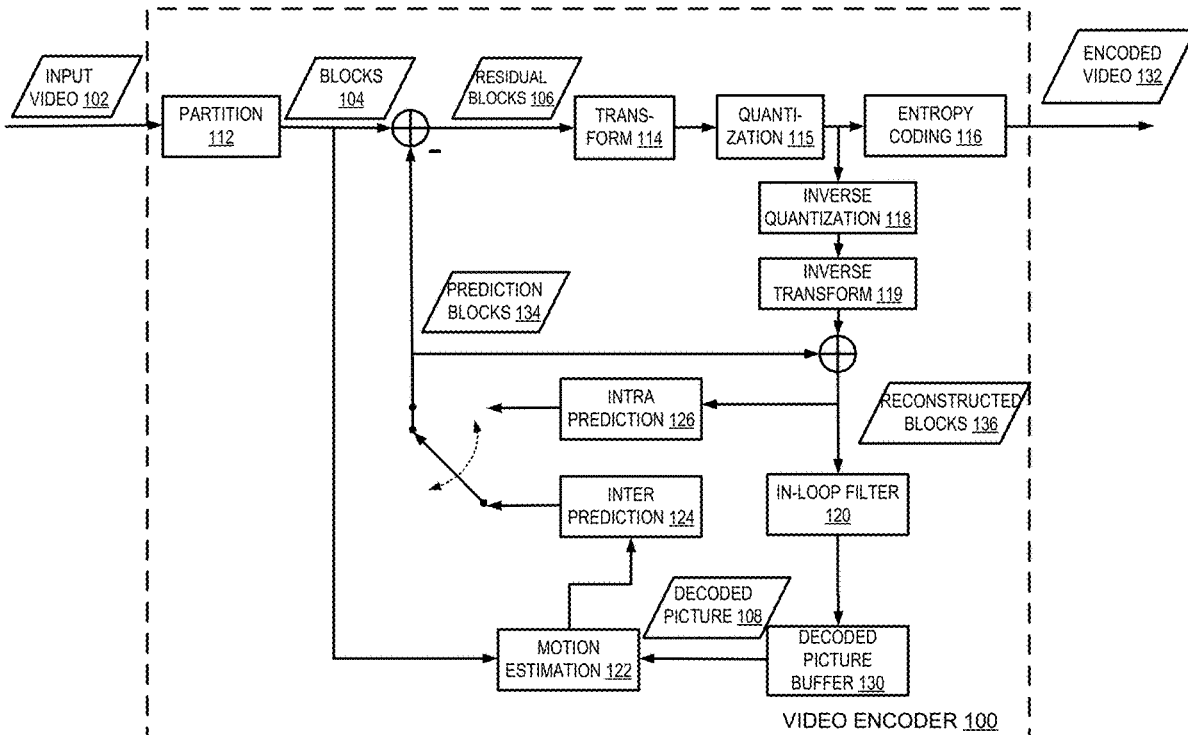 INPUT
VIDEO 102
PARTITION
112
BLOCKS
104
RESIDUAL
BLOCKS 106
TRANS-
FORM 114
QUANTI-
ZATION 115
ENTROPY
CODING 116
ENCODED
VIDEO 132
-
INVERSE
QUANTIZATION 118
INVERSE
TRANSFORM 119
PREDICTION
BLOCKS 134
INTRA
PREDICTION 126
RECONSTRUCTED
BLOCKS 136
INTER
PREDICTION 124
IN-LOOP FILTER
120
DECODED
PICTURE 108
MOTION
ESTIMATION 122
DECODED
PICTURE
BUFFER 130
VIDEO ENCODER 100